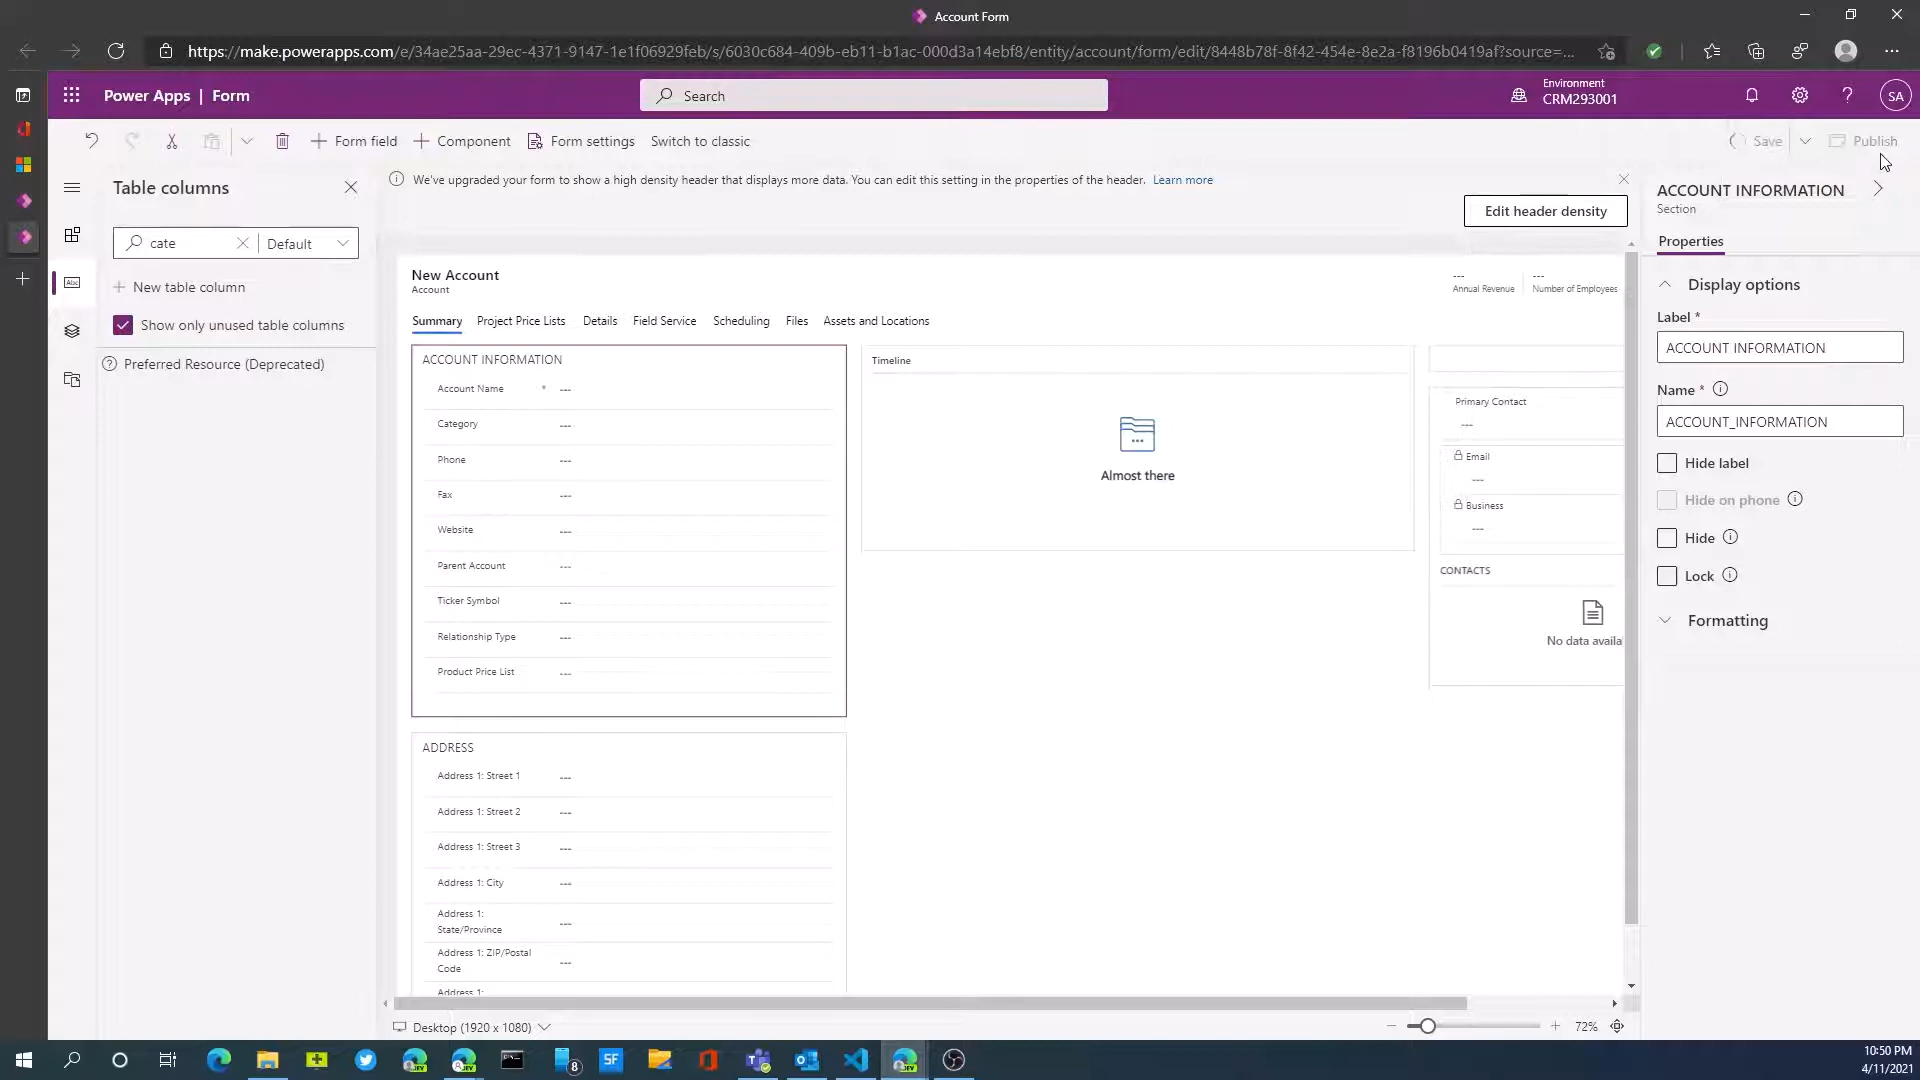 Account Form
https://make.powerapps.com/e/34ae25aa-29ec-4371-9147-1e1f06929feb/s/6030c684-409b-eb11-b1ac-000d3a14ebf8/entity/account/form/edit/8448b78f-8f42-454e-8e2a-f8196b0419af?source=...
Power Apps | Form
Search
Environment
CRM293001
SA
Form field
Component
Form settings
Switch to classic
Save
Publish
Table columns
cate
Default
New table column
Show only unused table columns
Preferred Resource (Deprecated)
Abc
We've upgraded your form to show a high density header that displays more data. You can edit this setting in the properties of the header. Learn more
Edit header density
New Account
Account
---
Annual Revenue
---
Number of Employees
Summary
Project Price Lists
Details
Field Service
Scheduling
Files
Assets and Locations
ACCOUNT INFORMATION
Account Name * ---
Category ---
Phone ---
Fax ---
Website ---
Parent Account ---
Ticker Symbol ---
Relationship Type ---
Product Price List ---
ADDRESS
Address 1: Street 1 ---
Address 1: Street 2 ---
Address 1: Street 3 ---
Address 1: City ---
Address 1:
State/Province ---
Address 1: ZIP/Postal
Code ---
Address 1:
Timeline
Almost there
Primary Contact
---
Email
---
Business
---
CONTACTS
No data availa
ACCOUNT INFORMATION
Section
Properties
Display options
Label *
ACCOUNT INFORMATION
Name *
ACCOUNT_INFORMATION
Hide label
Hide on phone
Hide
Lock
Formatting
Desktop (1920 x 1080)
72%
DEV
DEV
8
SF
DEV
10:50 PM
4/11/2021